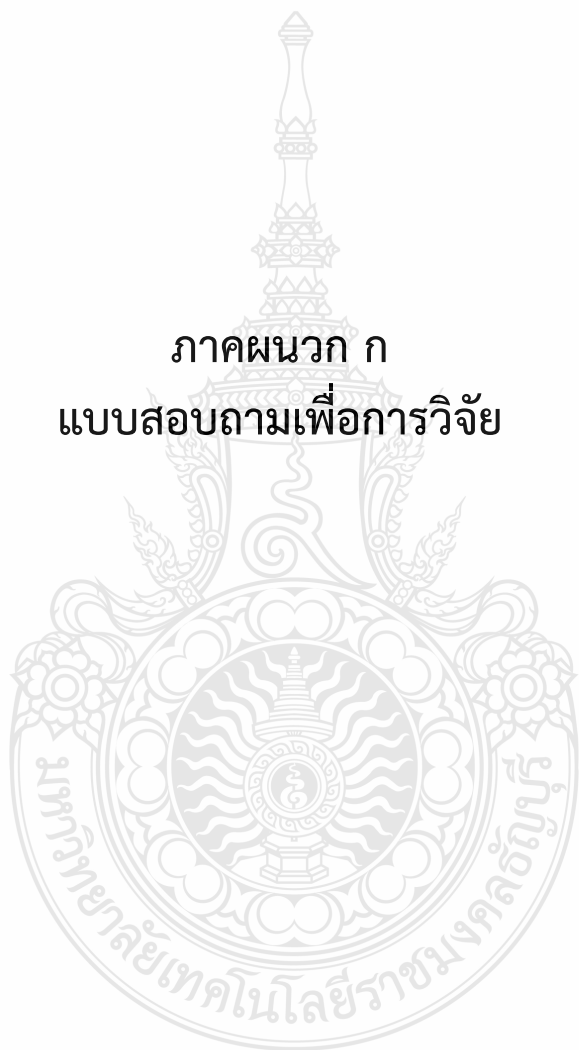 ภาคผนวก ก
แบบสอบถามเพื่อการวิจัย
มหาวิทยาลัยเทคโนโลยีราชมงคลธัญบุรี